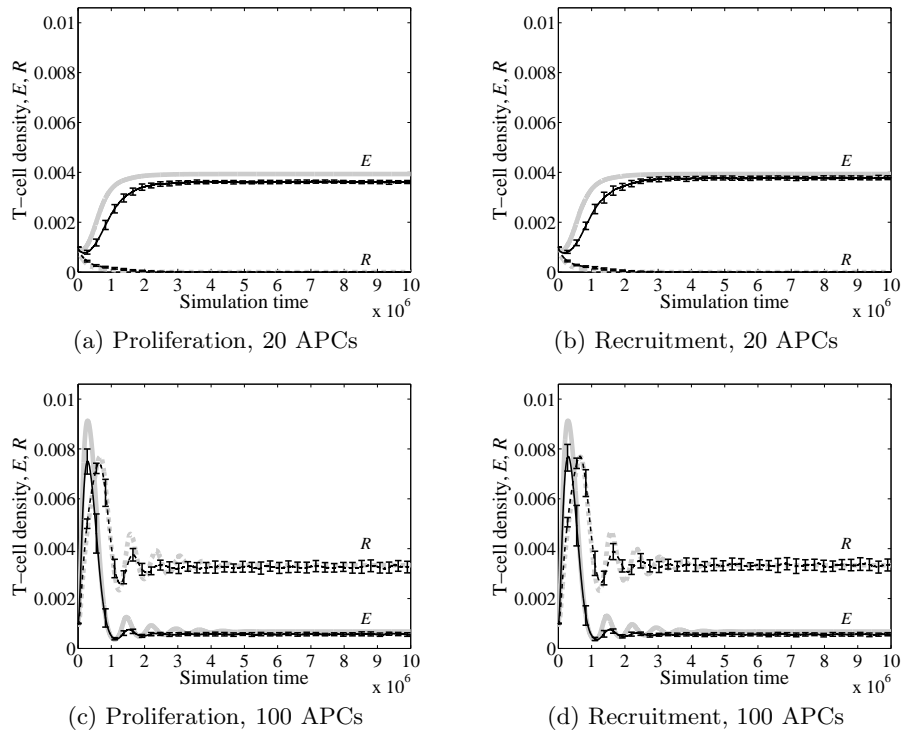 0.01
0.008
0.006
0.004
0.002
0
T−cell density, E, R
E
R
0 1 2 3 4 5 6 7 8 9 10
Simulation time
x 10^6
(a) Proliferation, 20 APCs
0.01
0.008
0.006
0.004
0.002
0
T−cell density, E, R
E
R
0 1 2 3 4 5 6 7 8 9 10
Simulation time
x 10^6
(b) Recruitment, 20 APCs
0.01
0.008
0.006
0.004
0.002
0
T−cell density, E, R
R
E
0 1 2 3 4 5 6 7 8 9 10
Simulation time
x 10^6
(c) Proliferation, 100 APCs
0.01
0.008
0.006
0.004
0.002
0
T−cell density, E, R
R
E
0 1 2 3 4 5 6 7 8 9 10
Simulation time
x 10^6
(d) Recruitment, 100 APCs